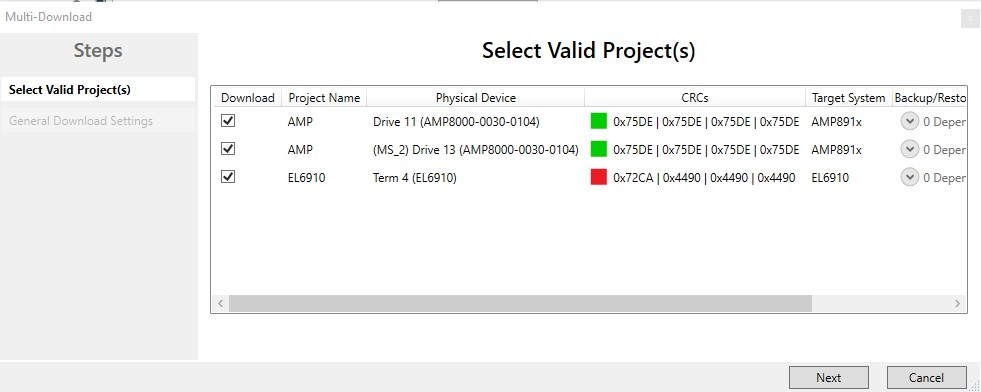 Multi-Download
Steps
Select Valid Project(s)
General Download Settings
Select Valid Project(s)
Download Project Name Physical Device CRCs Target System Backup/Resto
AMP Drive 11 (AMP8000-0030-0104) 0x75DE | 0x75DE | 0x75DE | 0x75DE AMP891x 0 Deper
AMP (MS_2) Drive 13 (AMP8000-0030-0104) 0x75DE | 0x75DE | 0x75DE | 0x75DE AMP891x 0 Deper
EL6910 Term 4 (EL6910) 0x72CA | 0x4490 | 0x4490 | 0x4490 EL6910 0 Deper
Next Cancel